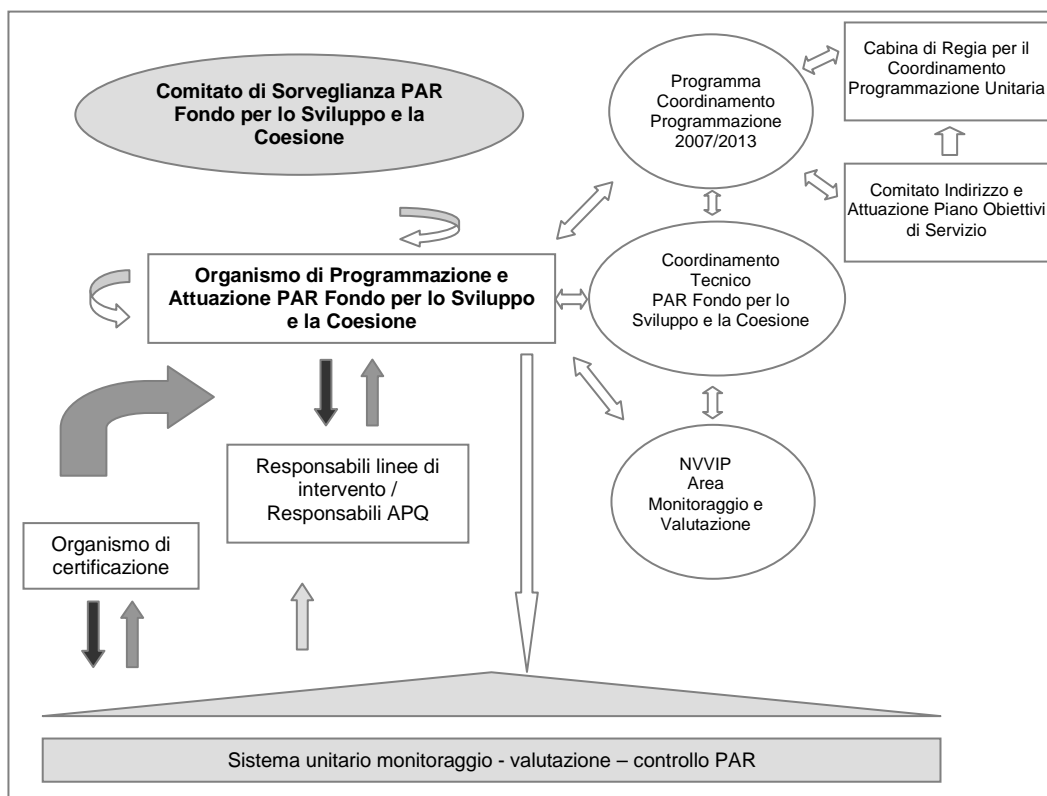 Comitato di Sorveglianza PAR
Fondo per lo Sviluppo e la
Coesione
Programma
Coordinamento
Programmazione
2007/2013
Cabina di Regia per il
Coordinamento
Programmazione Unitaria
Comitato Indirizzo e
Attuazione Piano Obiettivi
di Servizio
Organismo di Programmazione e
Attuazione PAR Fondo per lo Sviluppo
e la Coesione
Coordinamento
Tecnico
PAR Fondo per lo
Sviluppo e la Coesione
NVVIP
Area
Monitoraggio e
Valutazione
Responsabili linee di
intervento /
Responsabili APQ
Organismo di
certificazione
Sistema unitario monitoraggio - valutazione – controllo PAR